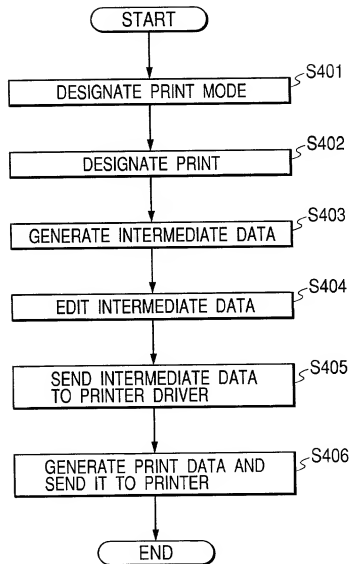 START
S401
DESIGNATE PRINT MODE
S402
DESIGNATE PRINT
S403
GENERATE INTERMEDIATE DATA
S404
EDIT INTERMEDIATE DATA
S405
SEND INTERMEDIATE DATA
TO PRINTER DRIVER
S406
GENERATE PRINT DATA AND
SEND IT TO PRINTER
END